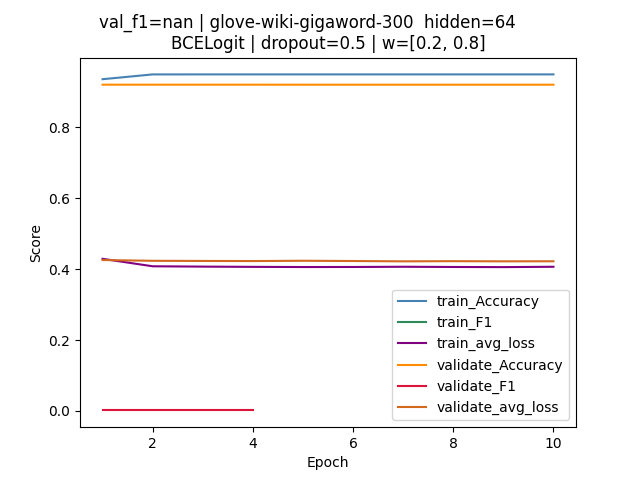 val_f1=nan | glove-wiki-gigaword-300  hidden=64
BCELogit | dropout=0.5 | w=[0.2, 0.8]
Score
0.8
0.6
0.4
0.2
0.0
train_Accuracy
train_F1
train_avg_loss
validate_Accuracy
validate_F1
validate_avg_loss
2 4 6 8 10
Epoch